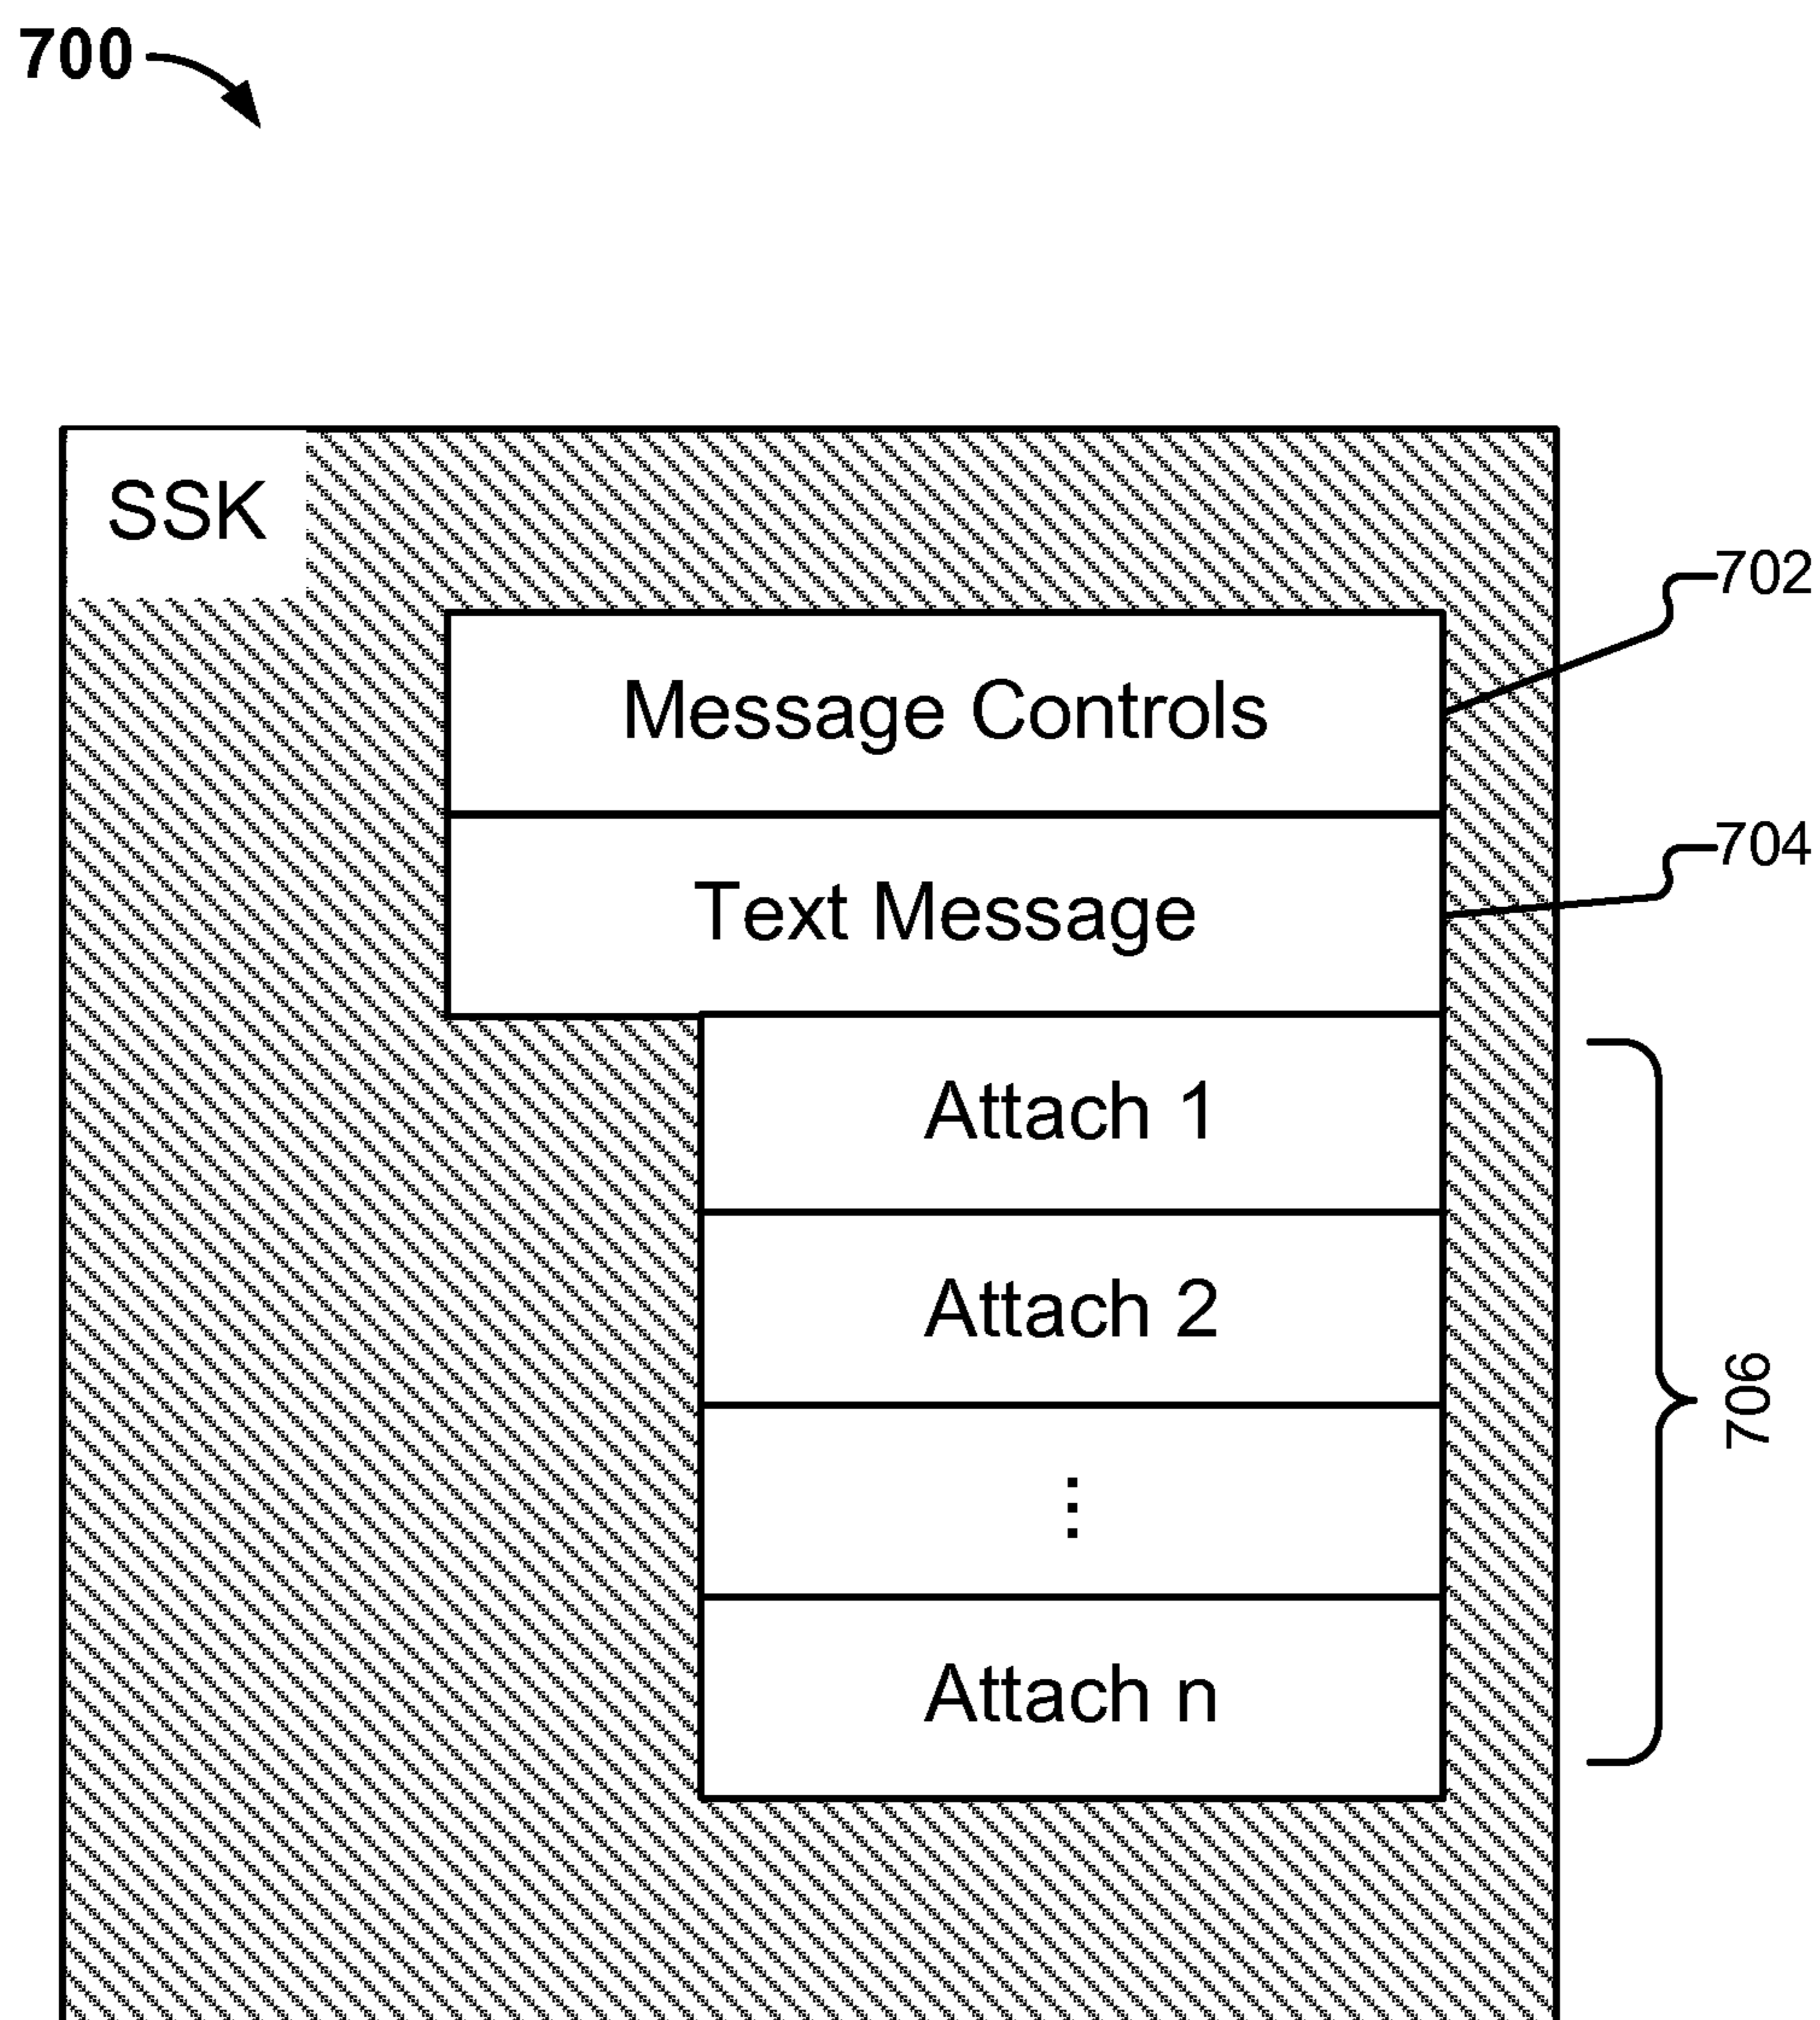 700
SSK
702
Message Controls
704
Text Message
Attach 1
Attach 2
706
⋮
Attach n